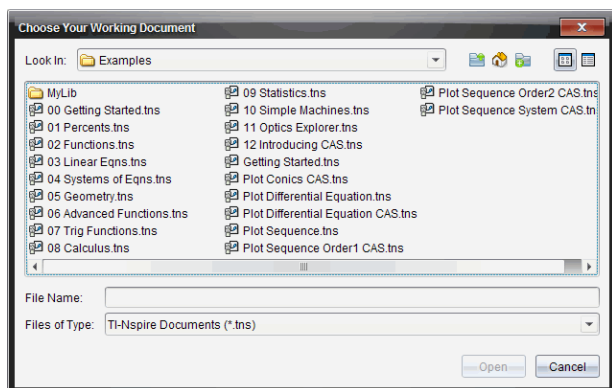 Choose Your Working Document
Look In: Examples
MyLib
00 Getting Started.tns
01 Percents.tns
02 Functions.tns
03 Linear Eqns.tns
04 Systems of Eqns.tns
05 Geometry.tns
06 Advanced Functions.tns
07 Trig Functions.tns
08 Calculus.tns
09 Statistics.tns
10 Simple Machines.tns
11 Optics Explorer.tns
12 Introducing CAS.tns
Getting Started.tns
Plot Conics CAS.tns
Plot Differential Equation.tns
Plot Differential Equation CAS.tns
Plot Sequence.tns
Plot Sequence Order1 CAS.tns
Plot Sequence Order2 CAS.tns
Plot Sequence System CAS.tn
File Name:
Files of Type: TI-Nspire Documents (*.tns)
Open Cancel